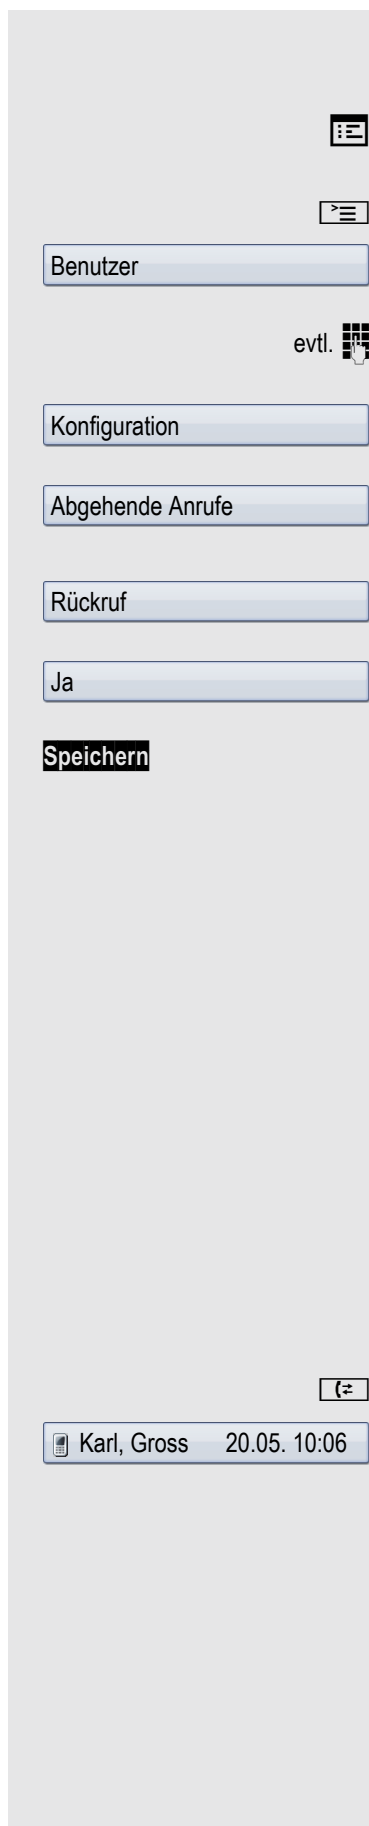 Benutzer
evtl.
Konfiguration
Abgehende Anrufe
Rückruf
Ja
Speichern
Karl, Gross 20.05. 10:06